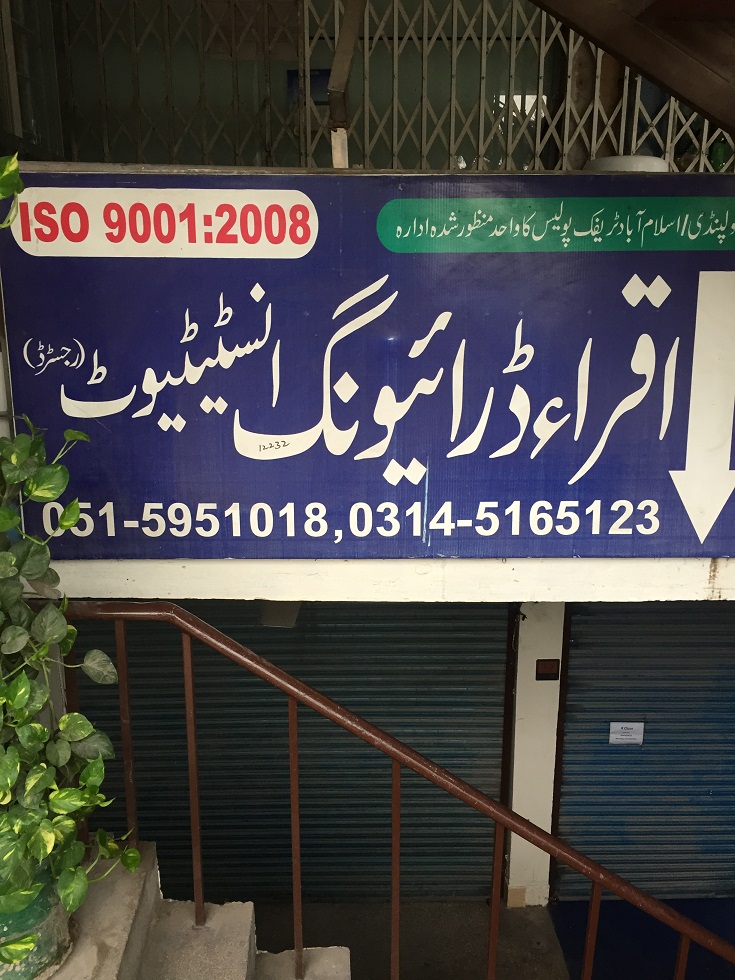 ISO 9001:2008
ولپنڈی/اسلام آباد ٹریفک پولیس کا واحد منظور شدہ ادارہ
اقراء ڈرائیونگ انسٹیٹیوٹ (رجسٹرڈ)
12232
051-5951018,0314-5165123